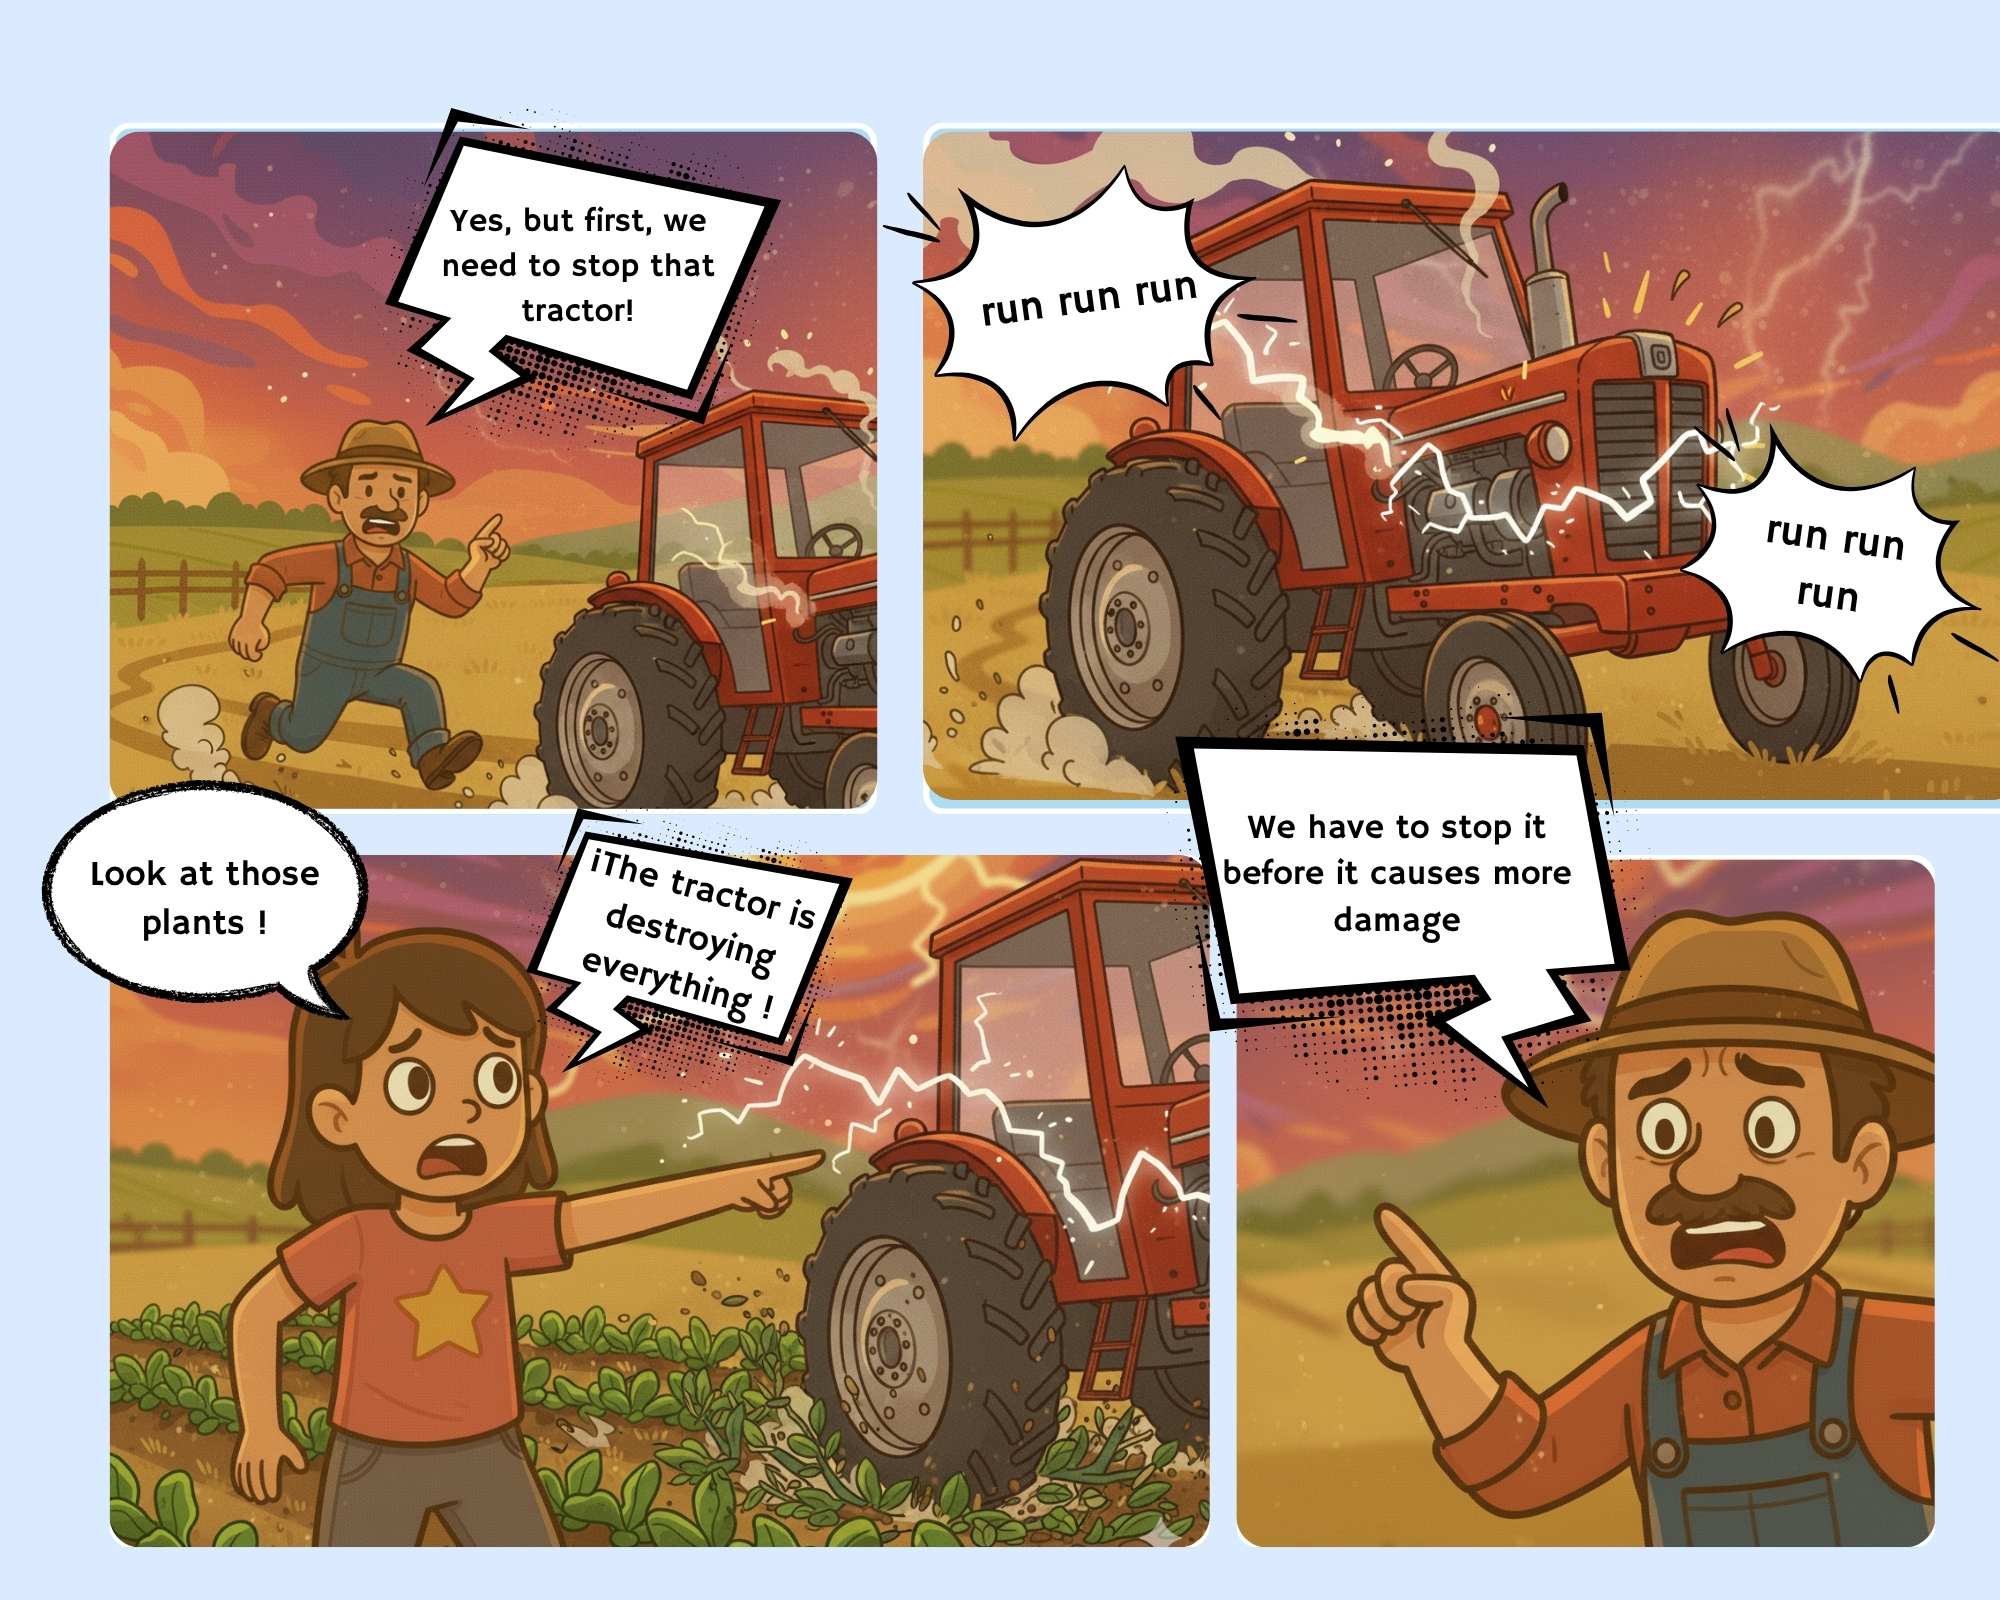 Yes, but first, we
need to stop that
tractor!
run run run
run run
run
Look at those
plants !
¡The tractor is
destroying
everything !
We have to stop it
before it causes more
damage